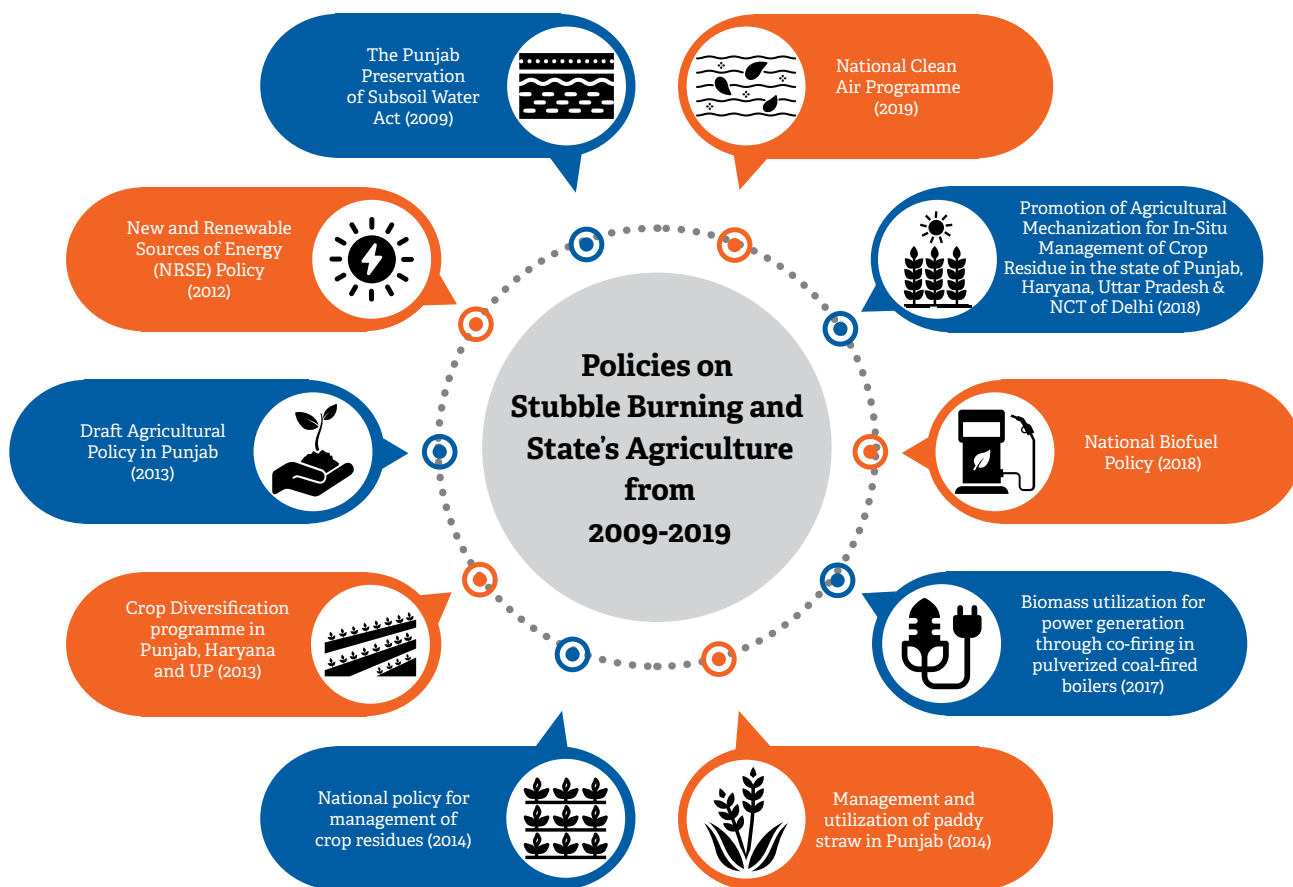 Policies on
Stubble Burning and
State's Agriculture
from
2009-2019
The Punjab
Preservation
of Subsoil Water
Act (2009)
New and Renewable
Sources of Energy
(NRSE) Policy
(2012)
Draft Agricultural
Policy in Punjab
(2013)
Crop Diversification
programme in
Punjab, Haryana
and UP (2013)
National policy for
management of
crop residues (2014)
Management and
utilization of paddy
straw in Punjab (2014)
Biomass utilization for
power generation
through co-firing in
pulverized coal-fired
boilers (2017)
National Biofuel
Policy (2018)
Promotion of Agricultural
Mechanization for In-Situ
Management of Crop
Residue in the state of Punjab,
Haryana, Uttar Pradesh &
NCT of Delhi (2018)
National Clean
Air Programme
(2019)